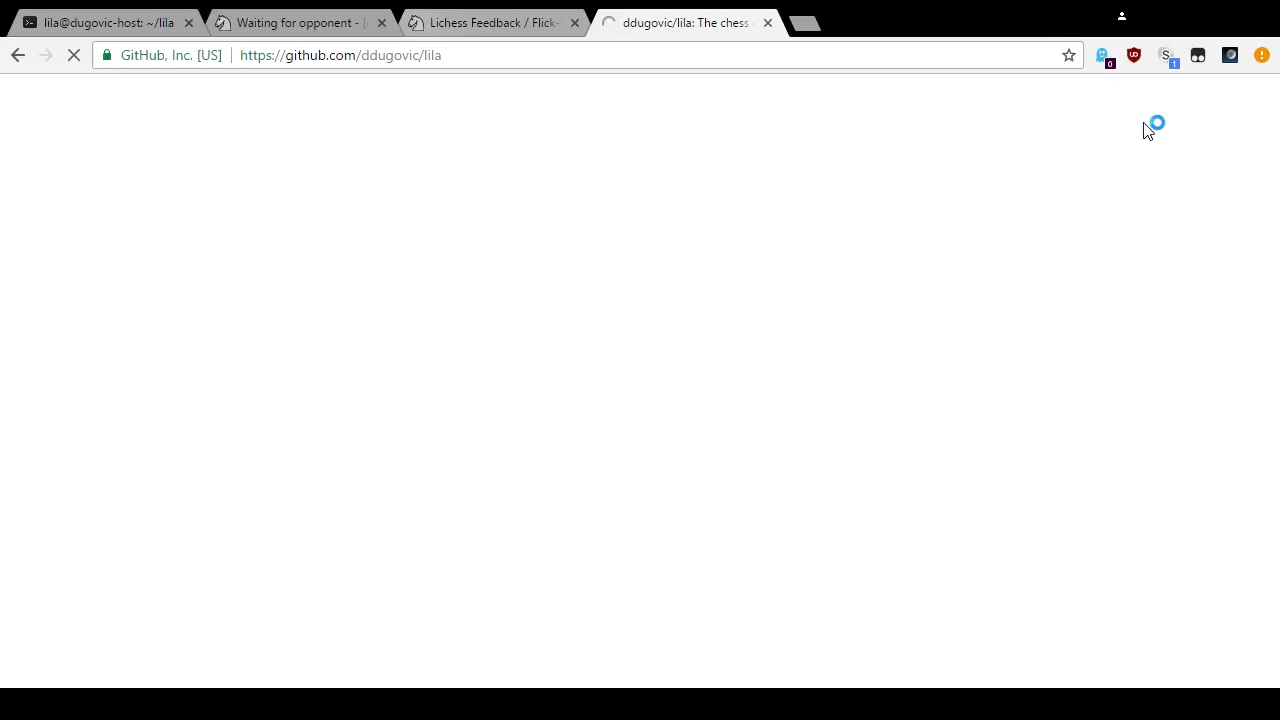 lila@dugovic-host: ~/lila
Waiting for opponent - [
Lichess Feedback / Flick-
ddugovic/lila: The chess
GitHub, Inc. [US]
https://github.com/ddugovic/lila
0
UO
S
1